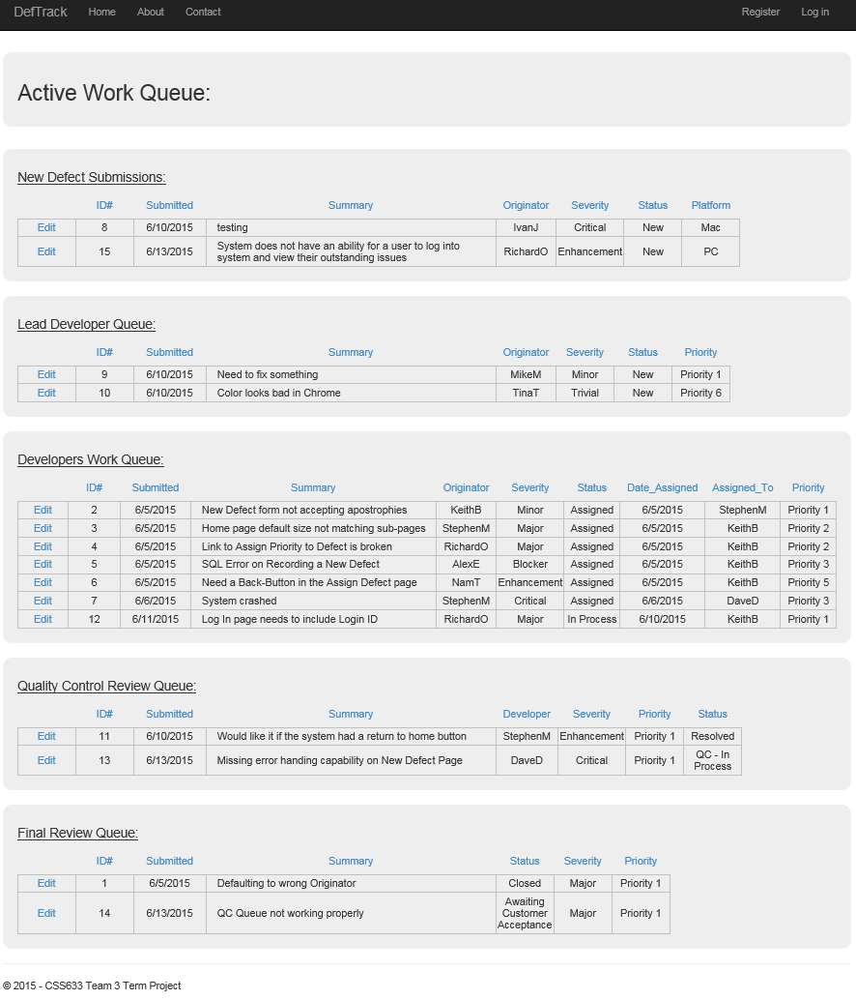 DefTrack Home About Contact Register Log in
Active Work Queue:
New Defect Submissions:
ID# Submitted Summary Originator Severity Status Platform
Edit 8 6/10/2015 testing IvanJ Critical New Mac
Edit 15 6/13/2015 System does not have an ability for a user to log into RichardO Enhancement New PC
system and view their outstanding issues
Lead Developer Queue:
ID# Submitted Summary Originator Severity Status Priority
Edit 9 6/10/2015 Need to fix something MikeM Minor New Priority 1
Edit 10 6/10/2015 Color looks bad in Chrome TinaT Trivial New Priority 6
Developers Work Queue:
ID# Submitted Summary Originator Severity Status Date_Assigned Assigned_To Priority
Edit 2 6/5/2015 New Defect form not accepting apostrophies KeithB Minor Assigned 6/5/2015 StephenM Priority 1
Edit 3 6/5/2015 Home page default size not matching sub-pages StephenM Major Assigned 6/5/2015 KeithB Priority 2
Edit 4 6/5/2015 Link to Assign Priority to Defect is broken RichardO Major Assigned 6/5/2015 KeithB Priority 2
Edit 5 6/5/2015 SQL Error on Recording a New Defect AlexE Blocker Assigned 6/5/2015 KeithB Priority 3
Edit 6 6/5/2015 Need a Back-Button in the Assign Defect page NamT Enhancement Assigned 6/5/2015 KeithB Priority 5
Edit 7 6/6/2015 System crashed StephenM Critical Assigned 6/6/2015 DaveD Priority 3
Edit 12 6/11/2015 Log In page needs to include Login ID RichardO Major In Process 6/10/2015 KeithB Priority 1
Quality Control Review Queue:
ID# Submitted Summary Developer Severity Priority Status
Edit 11 6/10/2015 Would like it if the system had a return to home button StephenM Enhancement Priority 1 Resolved
Edit 13 6/13/2015 Missing error handing capability on New Defect Page DaveD Critical Priority 1 QC - In
Process
Final Review Queue:
ID# Submitted Summary Status Severity Priority
Edit 1 6/5/2015 Defaulting to wrong Originator Closed Major Priority 1
Awaiting
Edit 14 6/13/2015 QC Queue not working properly Customer Major Priority 1
Acceptance
© 2015 - CSS633 Team 3 Term Project